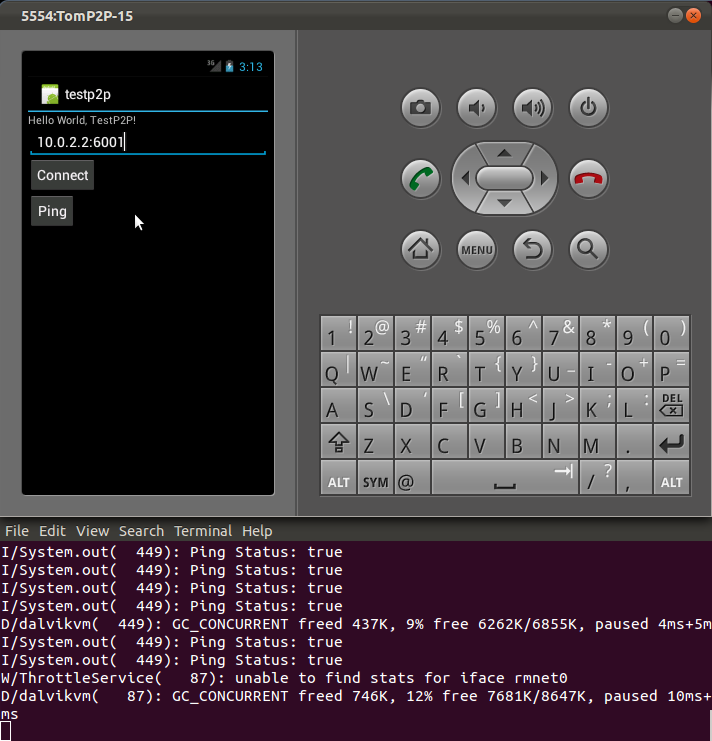 5554:TomP2P-15
3G 3:13
testp2p
Hello World, TestP2P!
10.0.2.2:6001
Connect
Ping
MENU
1 ! 2 @ 3 # 4 $ 5 % 6 ^ 7 & 8 * 9 ( 0 )
Q | W ~ E “ R ` T { Y } U _ I - O + P =
A S \ D ‘ F [ G ] H < J > K ; L : DEL
Z X C V B N M .
ALT SYM @ / ? , ALT
File Edit View Search Terminal Help
I/System.out(  449): Ping Status: true
I/System.out(  449): Ping Status: true
I/System.out(  449): Ping Status: true
I/System.out(  449): Ping Status: true
D/dalvikvm(  449): GC_CONCURRENT freed 437K, 9% free 6262K/6855K, paused 4ms+5m
I/System.out(  449): Ping Status: true
I/System.out(  449): Ping Status: true
W/ThrottleService(   87): unable to find stats for iface rmnet0
D/dalvikvm(   87): GC_CONCURRENT freed 746K, 12% free 7681K/8647K, paused 10ms+
ms